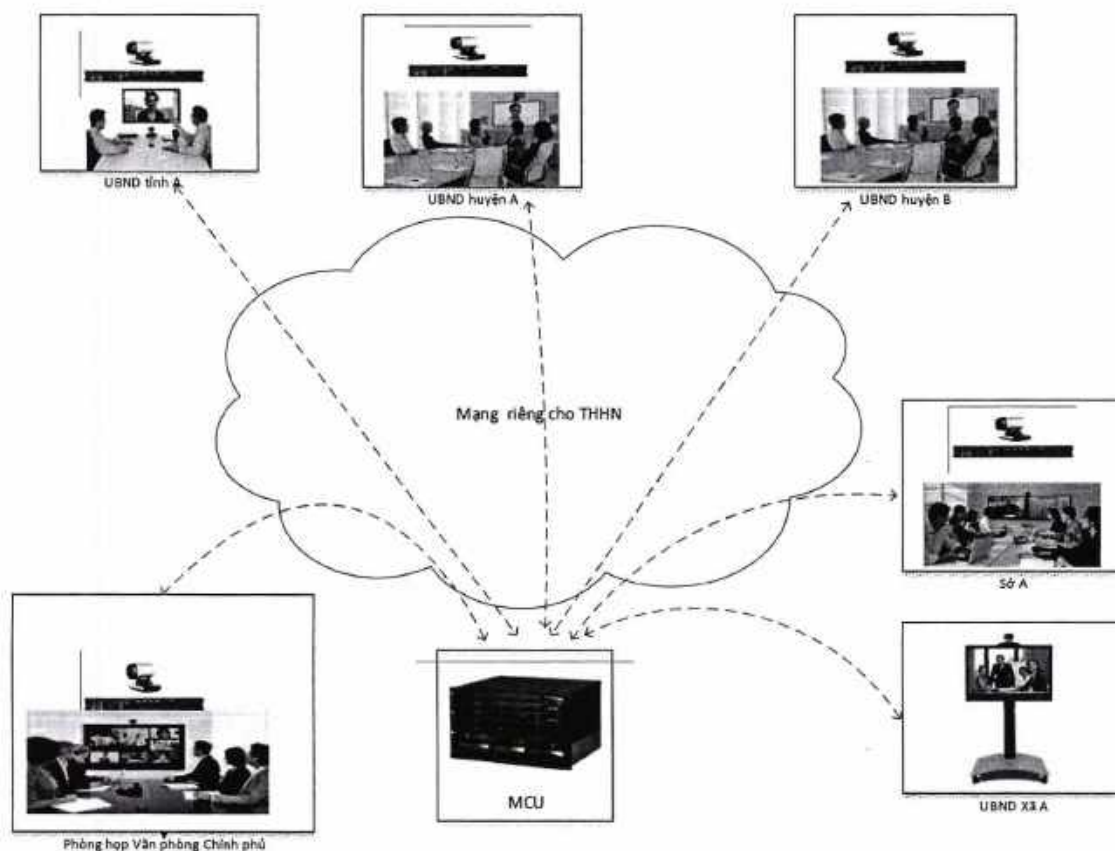 UBND tỉnh A
UBND huyện A
UBND huyện B
Mạng riêng cho THHN
Sở A
MCU
UBND Xã A
Phòng họp Văn phòng Chính phủ